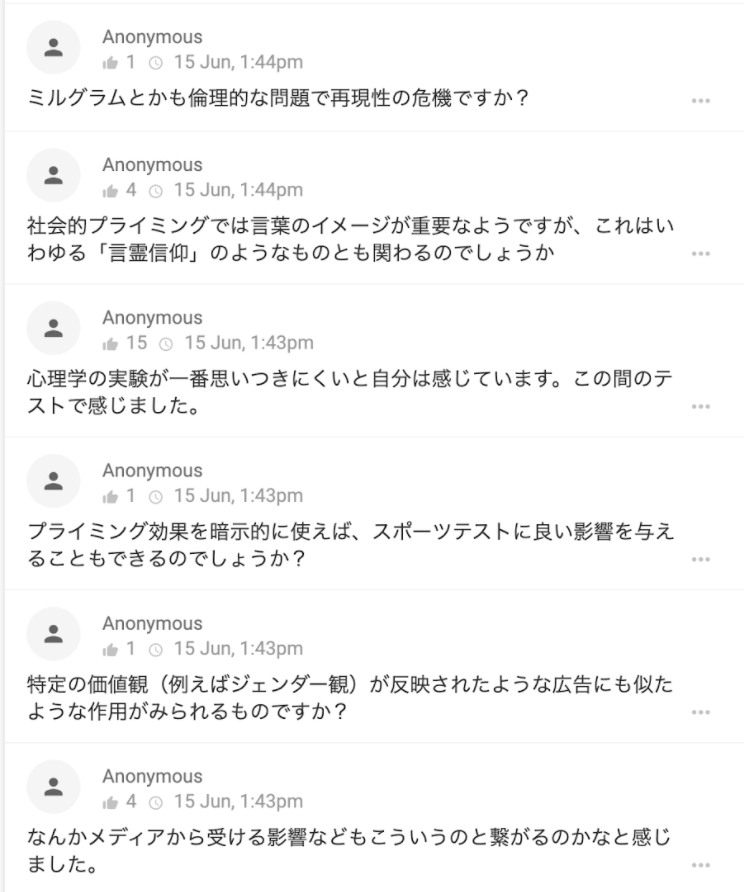 Anonymous
1 15 Jun, 1:44pm
ミルグラムとかも倫理的な問題で再現性の危機ですか？
Anonymous
4 15 Jun, 1:44pm
社会的プライミングでは言葉のイメージが重要なようですが、これはい
わゆる「言霊信仰」のようなものとも関わるのでしょうか
Anonymous
15 15 Jun, 1:43pm
心理学の実験が一番思いつきにくいと自分は感じています。この間のテ
ストで感じました。
Anonymous
1 15 Jun, 1:43pm
プライミング効果を暗示的に使えば、スポーツテストに良い影響を与え
ることもできるのでしょうか？
Anonymous
1 15 Jun, 1:43pm
特定の価値観（例えばジェンダー観）が反映されたような広告にも似た
ような作用がみられるものですか？
Anonymous
4 15 Jun, 1:43pm
なんかメディアから受ける影響などもこういうのと繋がるのかなと感じ
ました。